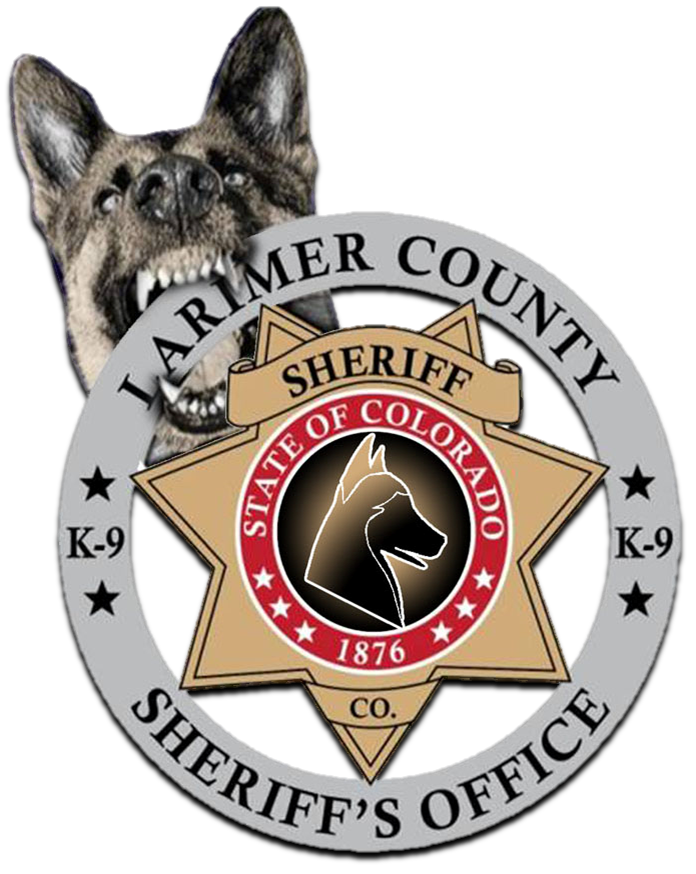 LARIMER COUNTY
SHERIFF
STATE OF COLORADO
K-9
K-9
1876
CO.
SHERIFF'S OFFICE